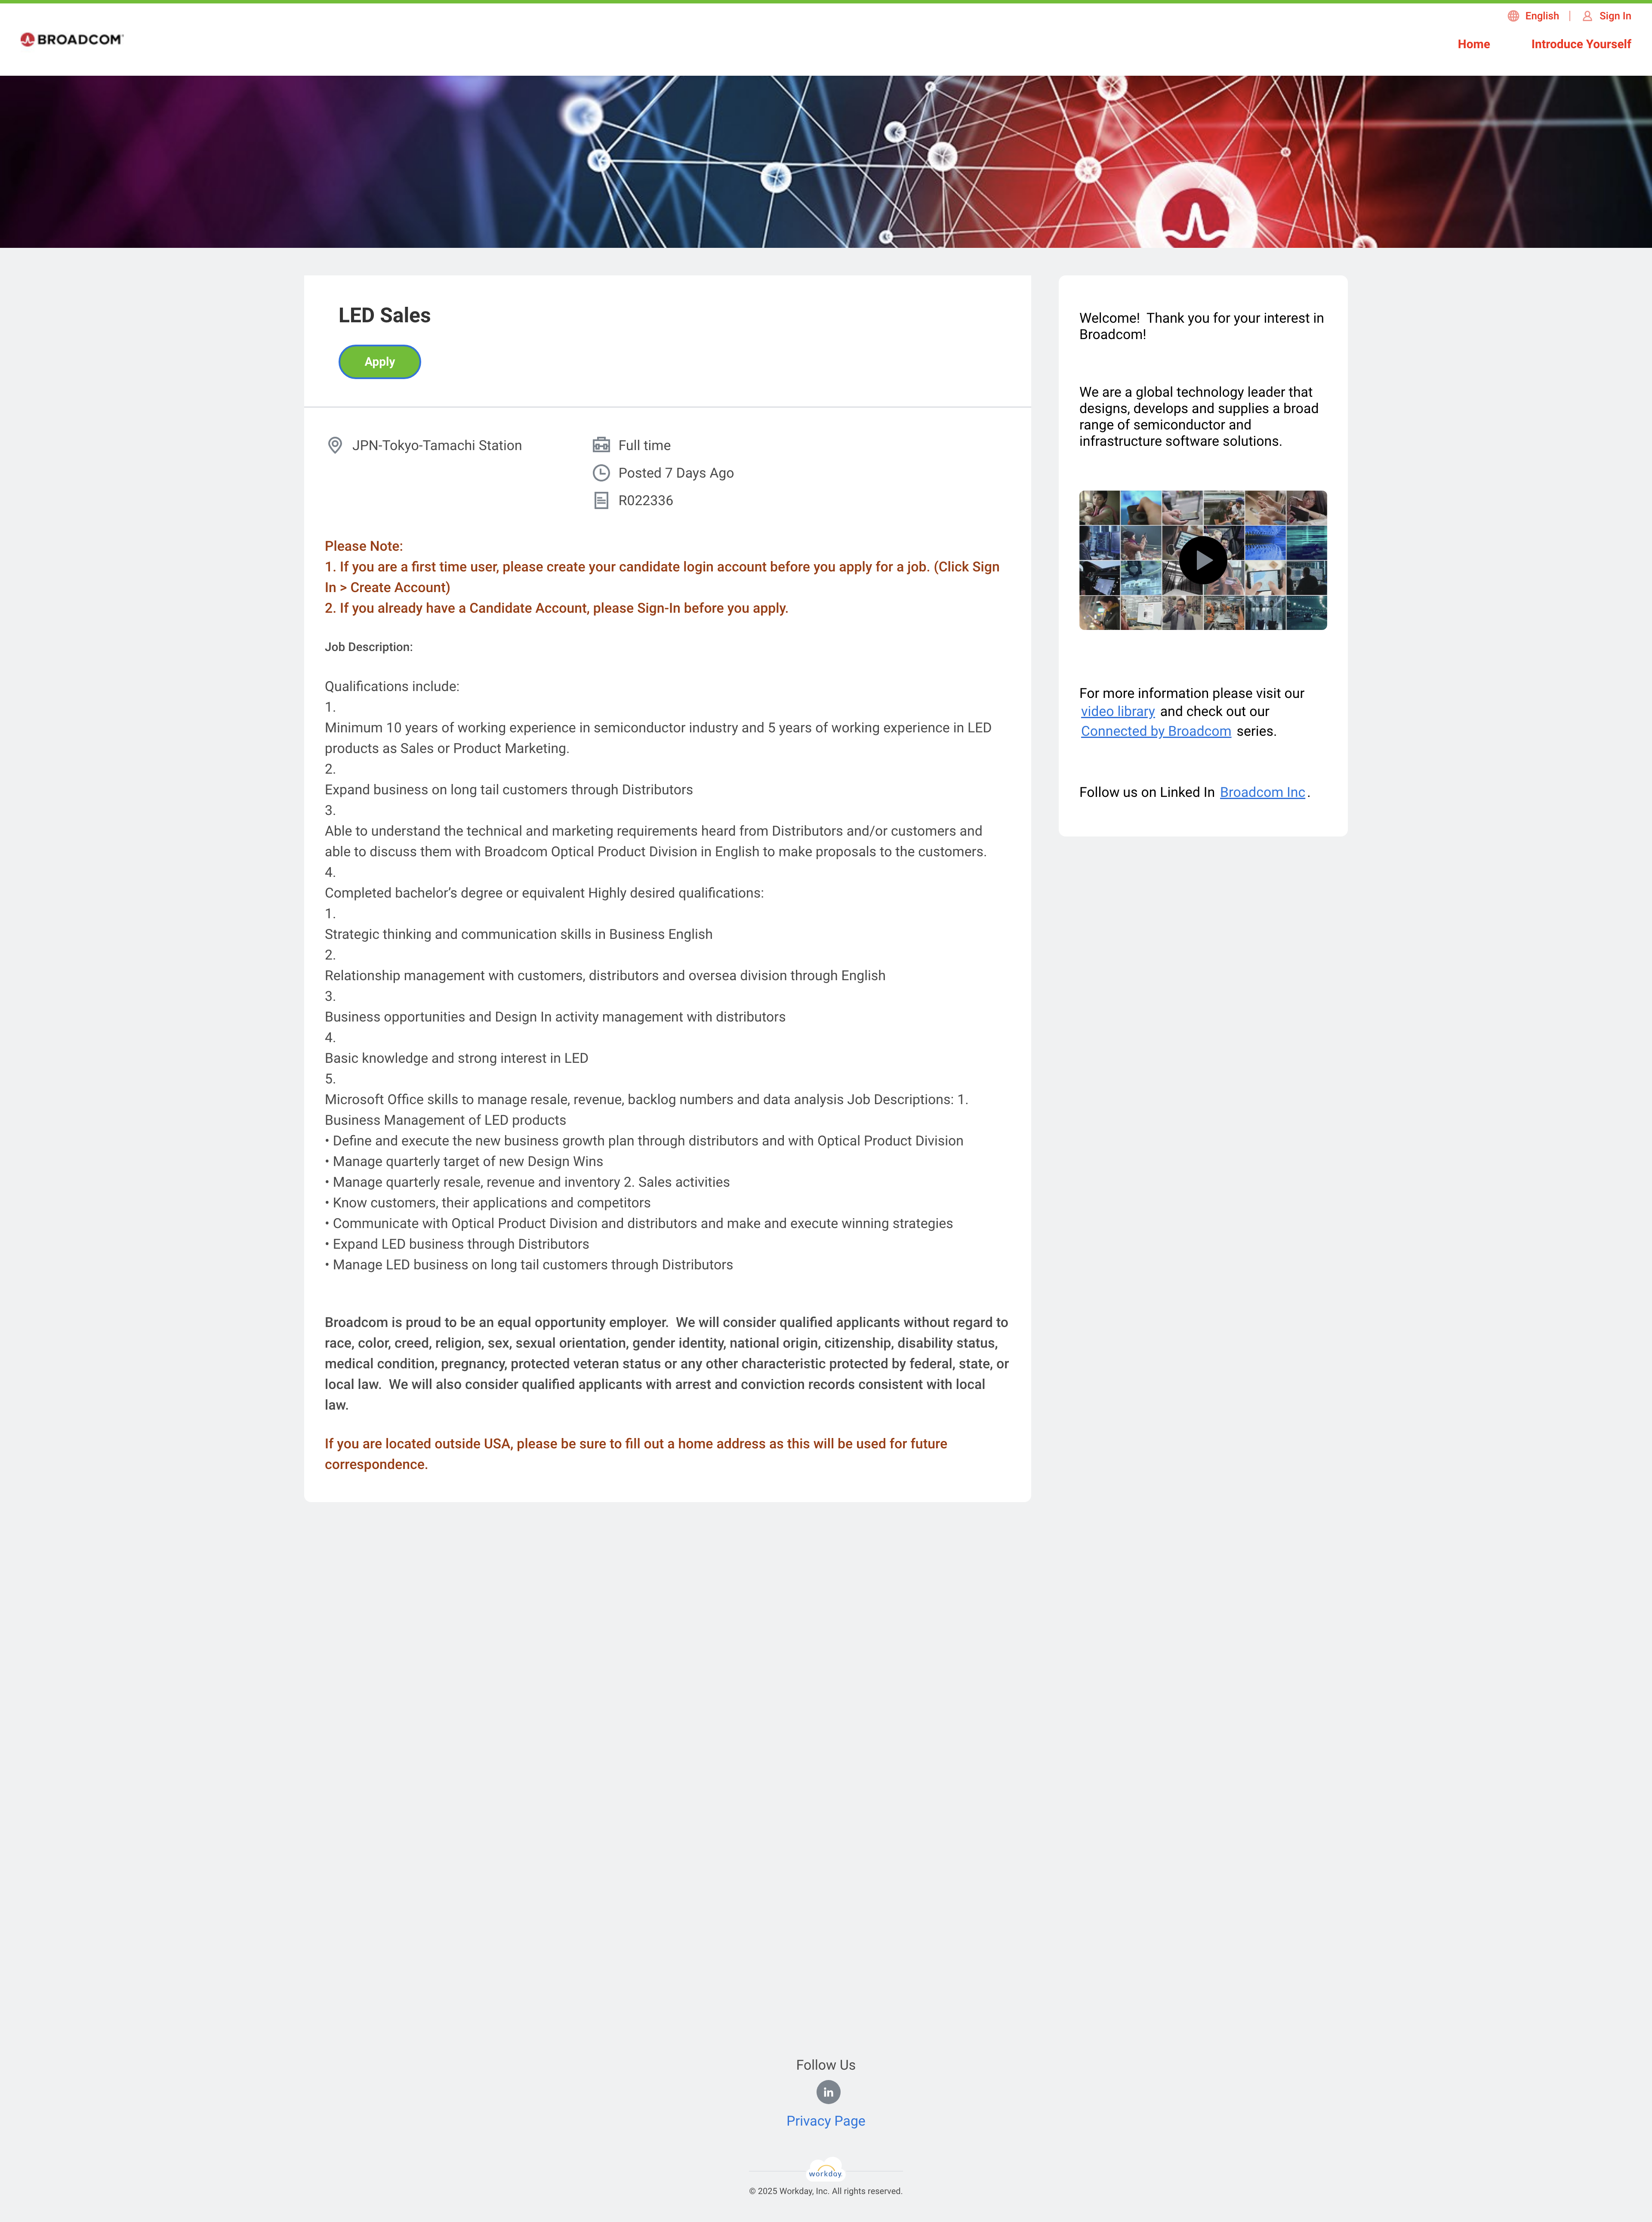 English
Sign In
BROADCOM
Home
Introduce Yourself
LED Sales
Apply
JPN-Tokyo-Tamachi Station
Full time
Posted 7 Days Ago
R022336
Please Note:
1. If you are a first time user, please create your candidate login account before you apply for a job. (Click Sign
In > Create Account)
2. If you already have a Candidate Account, please Sign-In before you apply.
Job Description:
Qualifications include:
1.
Minimum 10 years of working experience in semiconductor industry and 5 years of working experience in LED
products as Sales or Product Marketing.
2.
Expand business on long tail customers through Distributors
3.
Able to understand the technical and marketing requirements heard from Distributors and/or customers and
able to discuss them with Broadcom Optical Product Division in English to make proposals to the customers.
4.
Completed bachelor’s degree or equivalent Highly desired qualifications:
1.
Strategic thinking and communication skills in Business English
2.
Relationship management with customers, distributors and oversea division through English
3.
Business opportunities and Design In activity management with distributors
4.
Basic knowledge and strong interest in LED
5.
Microsoft Office skills to manage resale, revenue, backlog numbers and data analysis Job Descriptions: 1.
Business Management of LED products
• Define and execute the new business growth plan through distributors and with Optical Product Division
• Manage quarterly target of new Design Wins
• Manage quarterly resale, revenue and inventory 2. Sales activities
• Know customers, their applications and competitors
• Communicate with Optical Product Division and distributors and make and execute winning strategies
• Expand LED business through Distributors
• Manage LED business on long tail customers through Distributors
Broadcom is proud to be an equal opportunity employer.  We will consider qualified applicants without regard to
race, color, creed, religion, sex, sexual orientation, gender identity, national origin, citizenship, disability status,
medical condition, pregnancy, protected veteran status or any other characteristic protected by federal, state, or
local law.  We will also consider qualified applicants with arrest and conviction records consistent with local
law.
If you are located outside USA, please be sure to fill out a home address as this will be used for future
correspondence.
Welcome!  Thank you for your interest in
Broadcom!
We are a global technology leader that
designs, develops and supplies a broad
range of semiconductor and
infrastructure software solutions.
For more information please visit our
video library and check out our
Connected by Broadcom series.
Follow us on Linked In Broadcom Inc.
Follow Us
in
Privacy Page
workday
© 2025 Workday, Inc. All rights reserved.